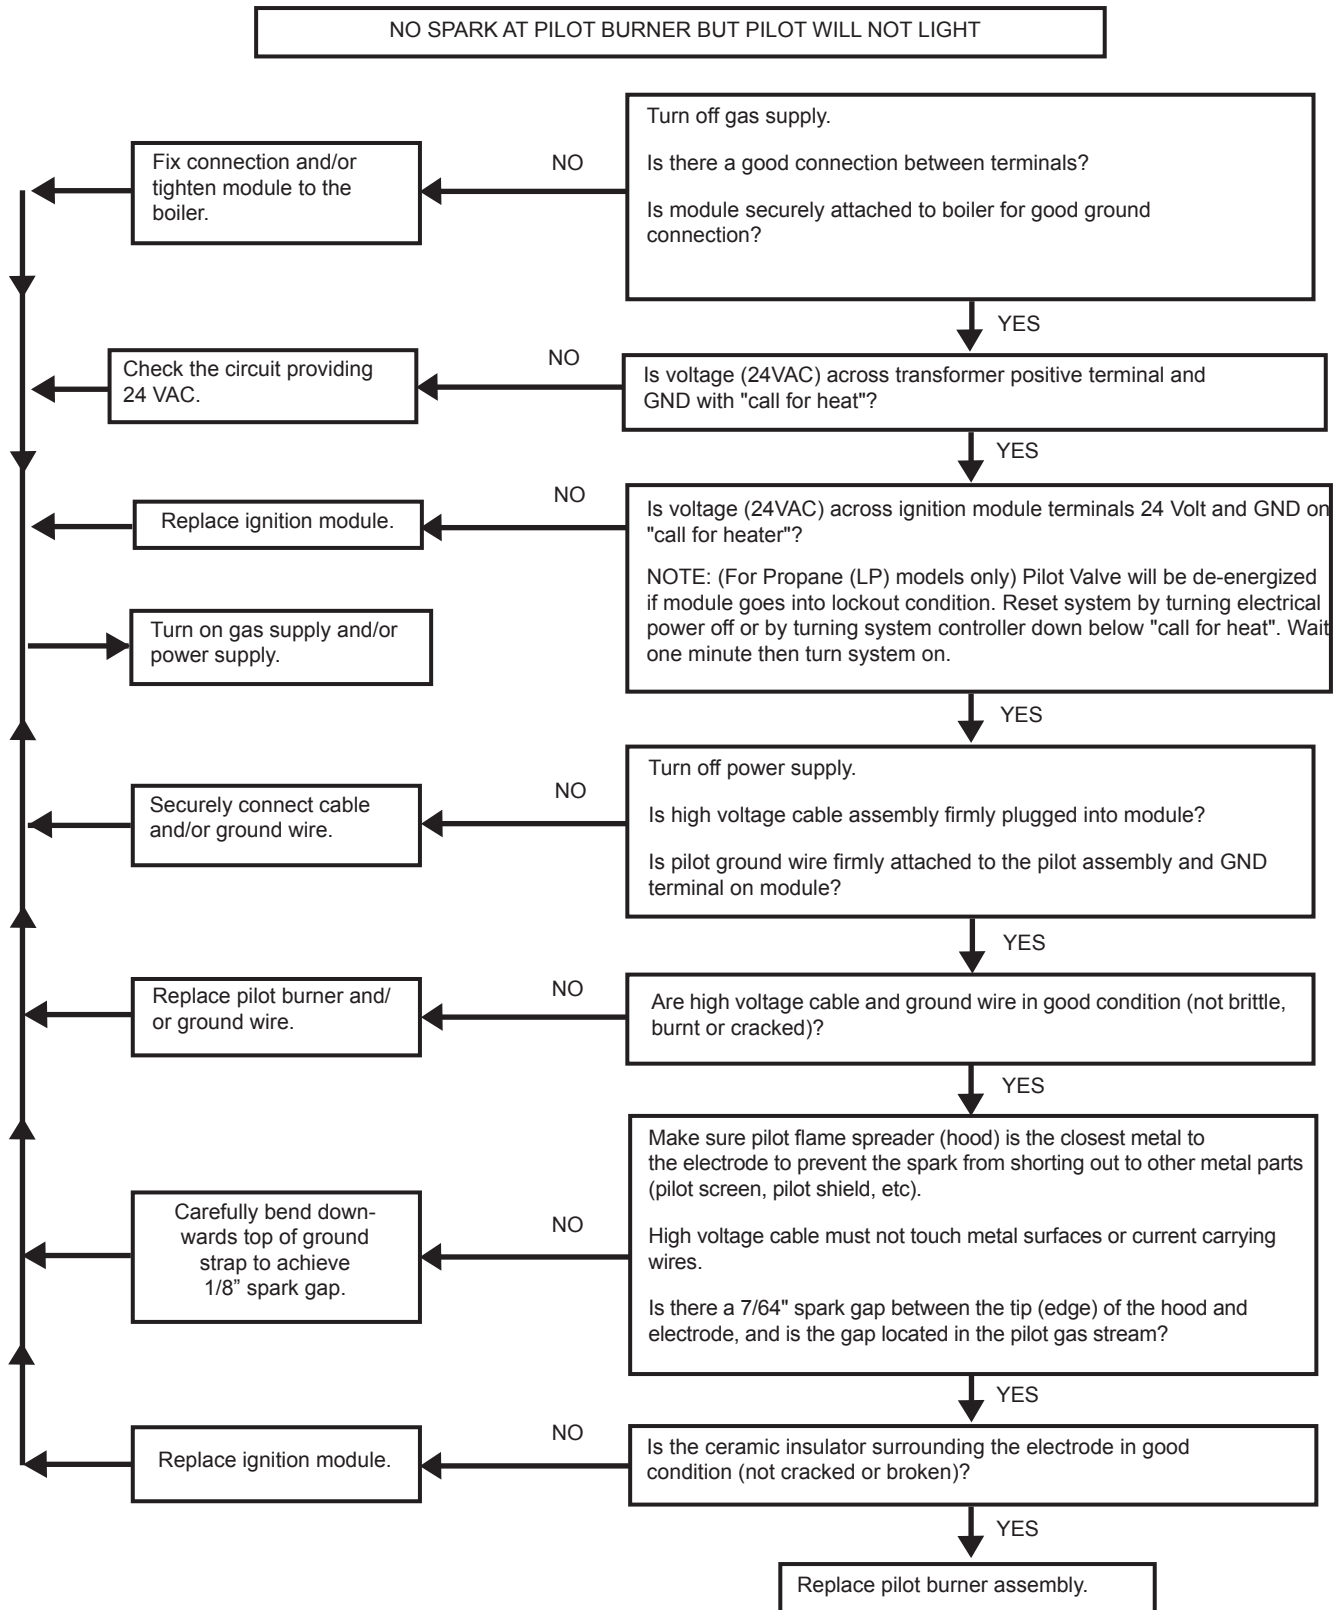 NO SPARK AT PILOT BURNER BUT PILOT WILL NOT LIGHT
Turn off gas supply.
Is there a good connection between terminals?
Is module securely attached to boiler for good ground
connection?
NO
Fix connection and/or
tighten module to the
boiler.
YES
Is voltage (24VAC) across transformer positive terminal and
GND with "call for heat"?
NO
Check the circuit providing
24 VAC.
YES
Is voltage (24VAC) across ignition module terminals 24 Volt and GND on
"call for heater"?
NOTE: (For Propane (LP) models only) Pilot Valve will be de-energized
if module goes into lockout condition. Reset system by turning electrical
power off or by turning system controller down below "call for heat". Wait
one minute then turn system on.
NO
Replace ignition module.
Turn on gas supply and/or
power supply.
YES
Turn off power supply.
Is high voltage cable assembly firmly plugged into module?
Is pilot ground wire firmly attached to the pilot assembly and GND
terminal on module?
NO
Securely connect cable
and/or ground wire.
YES
Are high voltage cable and ground wire in good condition (not brittle,
burnt or cracked)?
NO
Replace pilot burner and/
or ground wire.
YES
Make sure pilot flame spreader (hood) is the closest metal to
the electrode to prevent the spark from shorting out to other metal parts
(pilot screen, pilot shield, etc).
High voltage cable must not touch metal surfaces or current carrying
wires.
Is there a 7/64" spark gap between the tip (edge) of the hood and
electrode, and is the gap located in the pilot gas stream?
NO
Carefully bend down-
wards top of ground
strap to achieve
1/8” spark gap.
YES
Is the ceramic insulator surrounding the electrode in good
condition (not cracked or broken)?
NO
Replace ignition module.
YES
Replace pilot burner assembly.